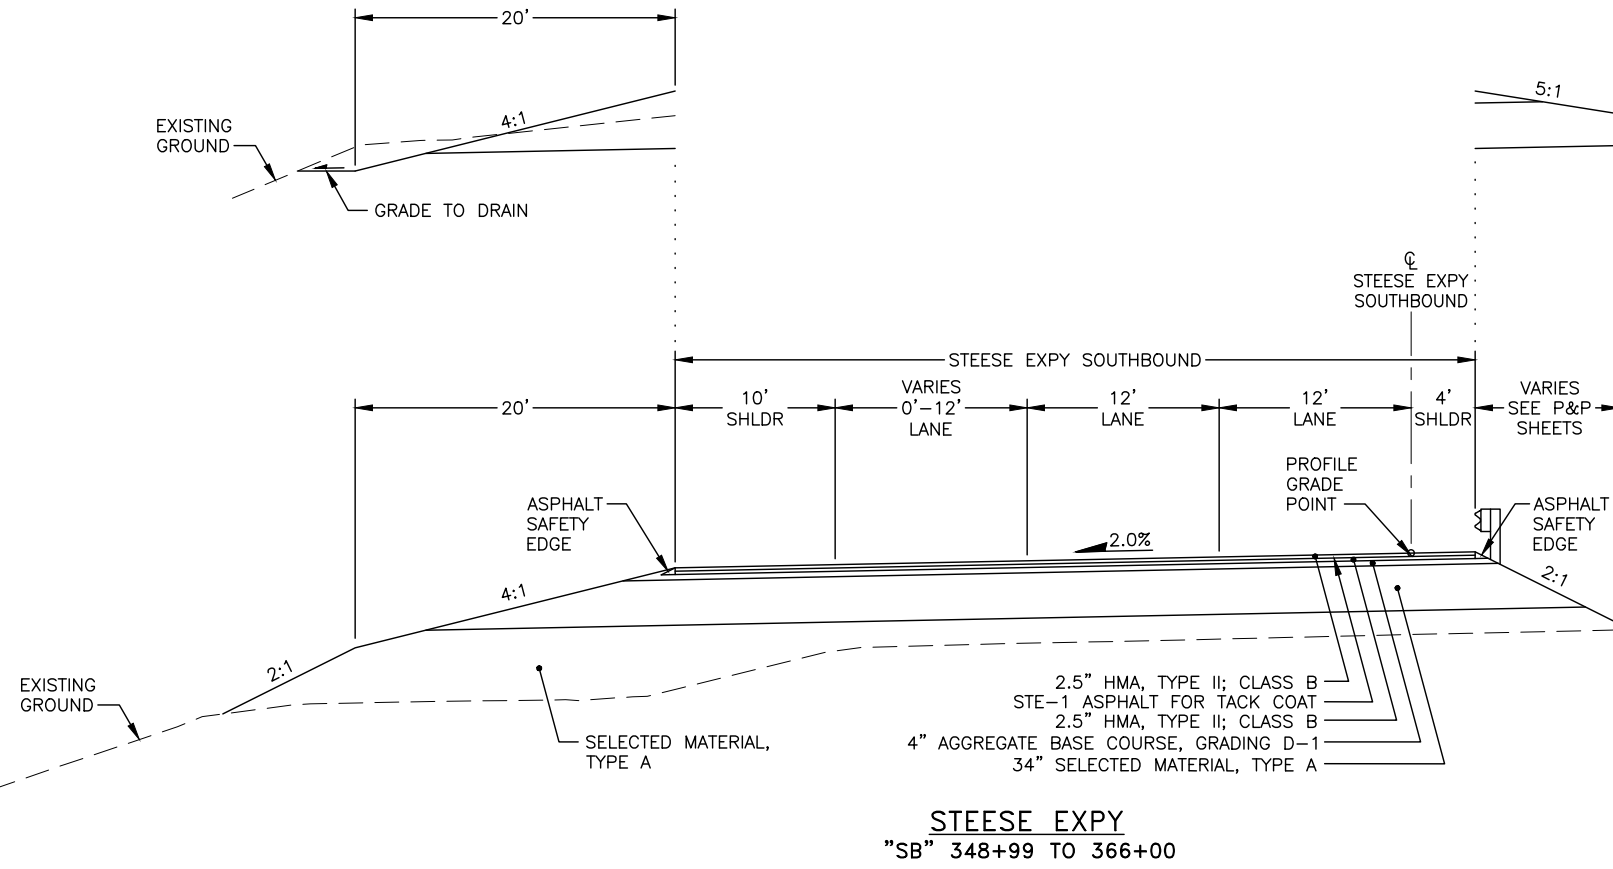 20'
4:1
5:1
EXISTING
GROUND
GRADE TO DRAIN
℄
STEESE EXPY
SOUTHBOUND
STEESE EXPY SOUTHBOUND
20'
10'
SHLDR
VARIES
0'-12'
LANE
12'
LANE
12'
LANE
4'
SHLDR
VARIES
SEE P&P
SHEETS
ASPHALT
SAFETY
EDGE
PROFILE
GRADE
POINT
ASPHALT
SAFETY
EDGE
2.0%
4:1
2:1
2:1
EXISTING
GROUND
SELECTED MATERIAL,
TYPE A
2.5" HMA, TYPE II; CLASS B
STE-1 ASPHALT FOR TACK COAT
2.5" HMA, TYPE II; CLASS B
4" AGGREGATE BASE COURSE, GRADING D-1
34" SELECTED MATERIAL, TYPE A
STEESE EXPY
"SB" 348+99 TO 366+00